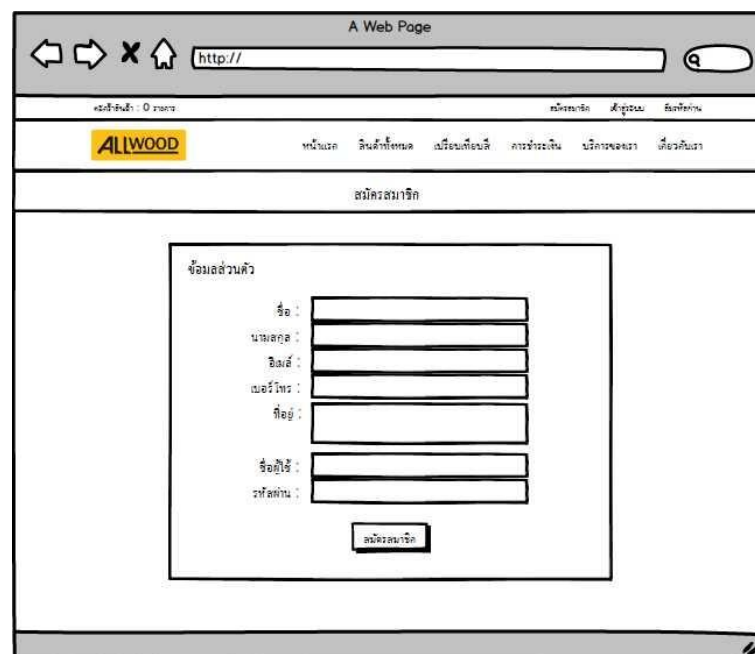 A Web Page
http://
ตะกร้าสินค้า : 0 รายการ สมัครสมาชิก เข้าสู่ระบบ ลืมรหัสผ่าน
ALLWOOD หน้าแรก สินค้าทั้งหมด เปรียบเทียบสี การชำระเงิน บริการของเรา เกี่ยวกับเรา
สมัครสมาชิก
ข้อมูลส่วนตัว
ชื่อ :
นามสกุล :
อีเมล์ :
เบอร์โทร :
ที่อยู่ :
ชื่อผู้ใช้ :
รหัสผ่าน :
สมัครสมาชิก